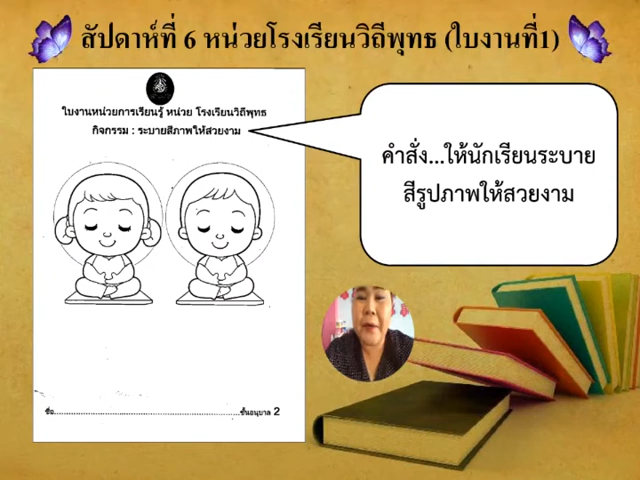 สัปดาห์ที่ 6 หน่วยโรงเรียนวิถีพุทธ (ใบงานที่1)
ใบงานหน่วยการเรียนรู้ หน่วย โรงเรียนวิถีพุทธ
กิจกรรม : ระบายสีภาพให้สวยงาม
คำสั่ง...ให้นักเรียนระบาย
สีรูปภาพให้สวยงาม
ชื่อ............................................................................ชั้นอนุบาล 2